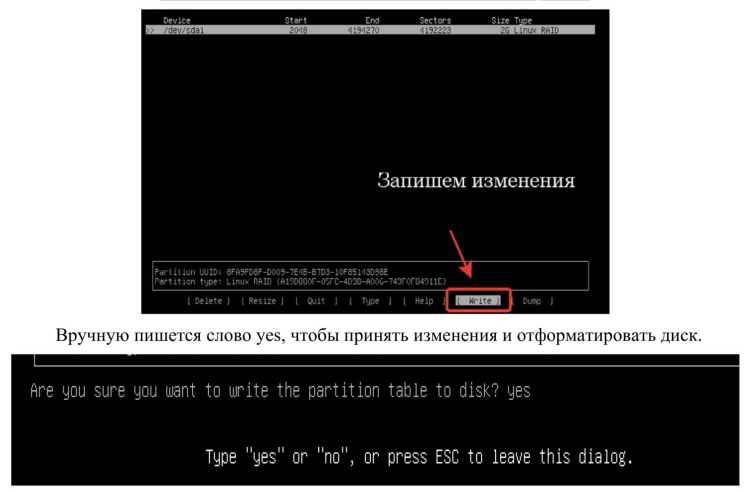 Device Start End Sectors Size Type
>> /dev/sda1 2048 4194270 4192223 2G Linux RAID
Запишем изменения
Partition UUID: 8FA9FD8F-D009-7E4B-B7D3-10F85143D98E
Partition type: Linux RAID (A19D880F-05FC-4D3B-A006-743F0F84911E)
[ Delete ] [ Resize ] [ Quit ] [ Type ] [ Help ] [ Write ] [ Dump ]
Вручную пишется слово yes, чтобы принять изменения и отформатировать диск.
Are you sure you want to write the partition table to disk? yes
Type "yes" or "no", or press ESC to leave this dialog.